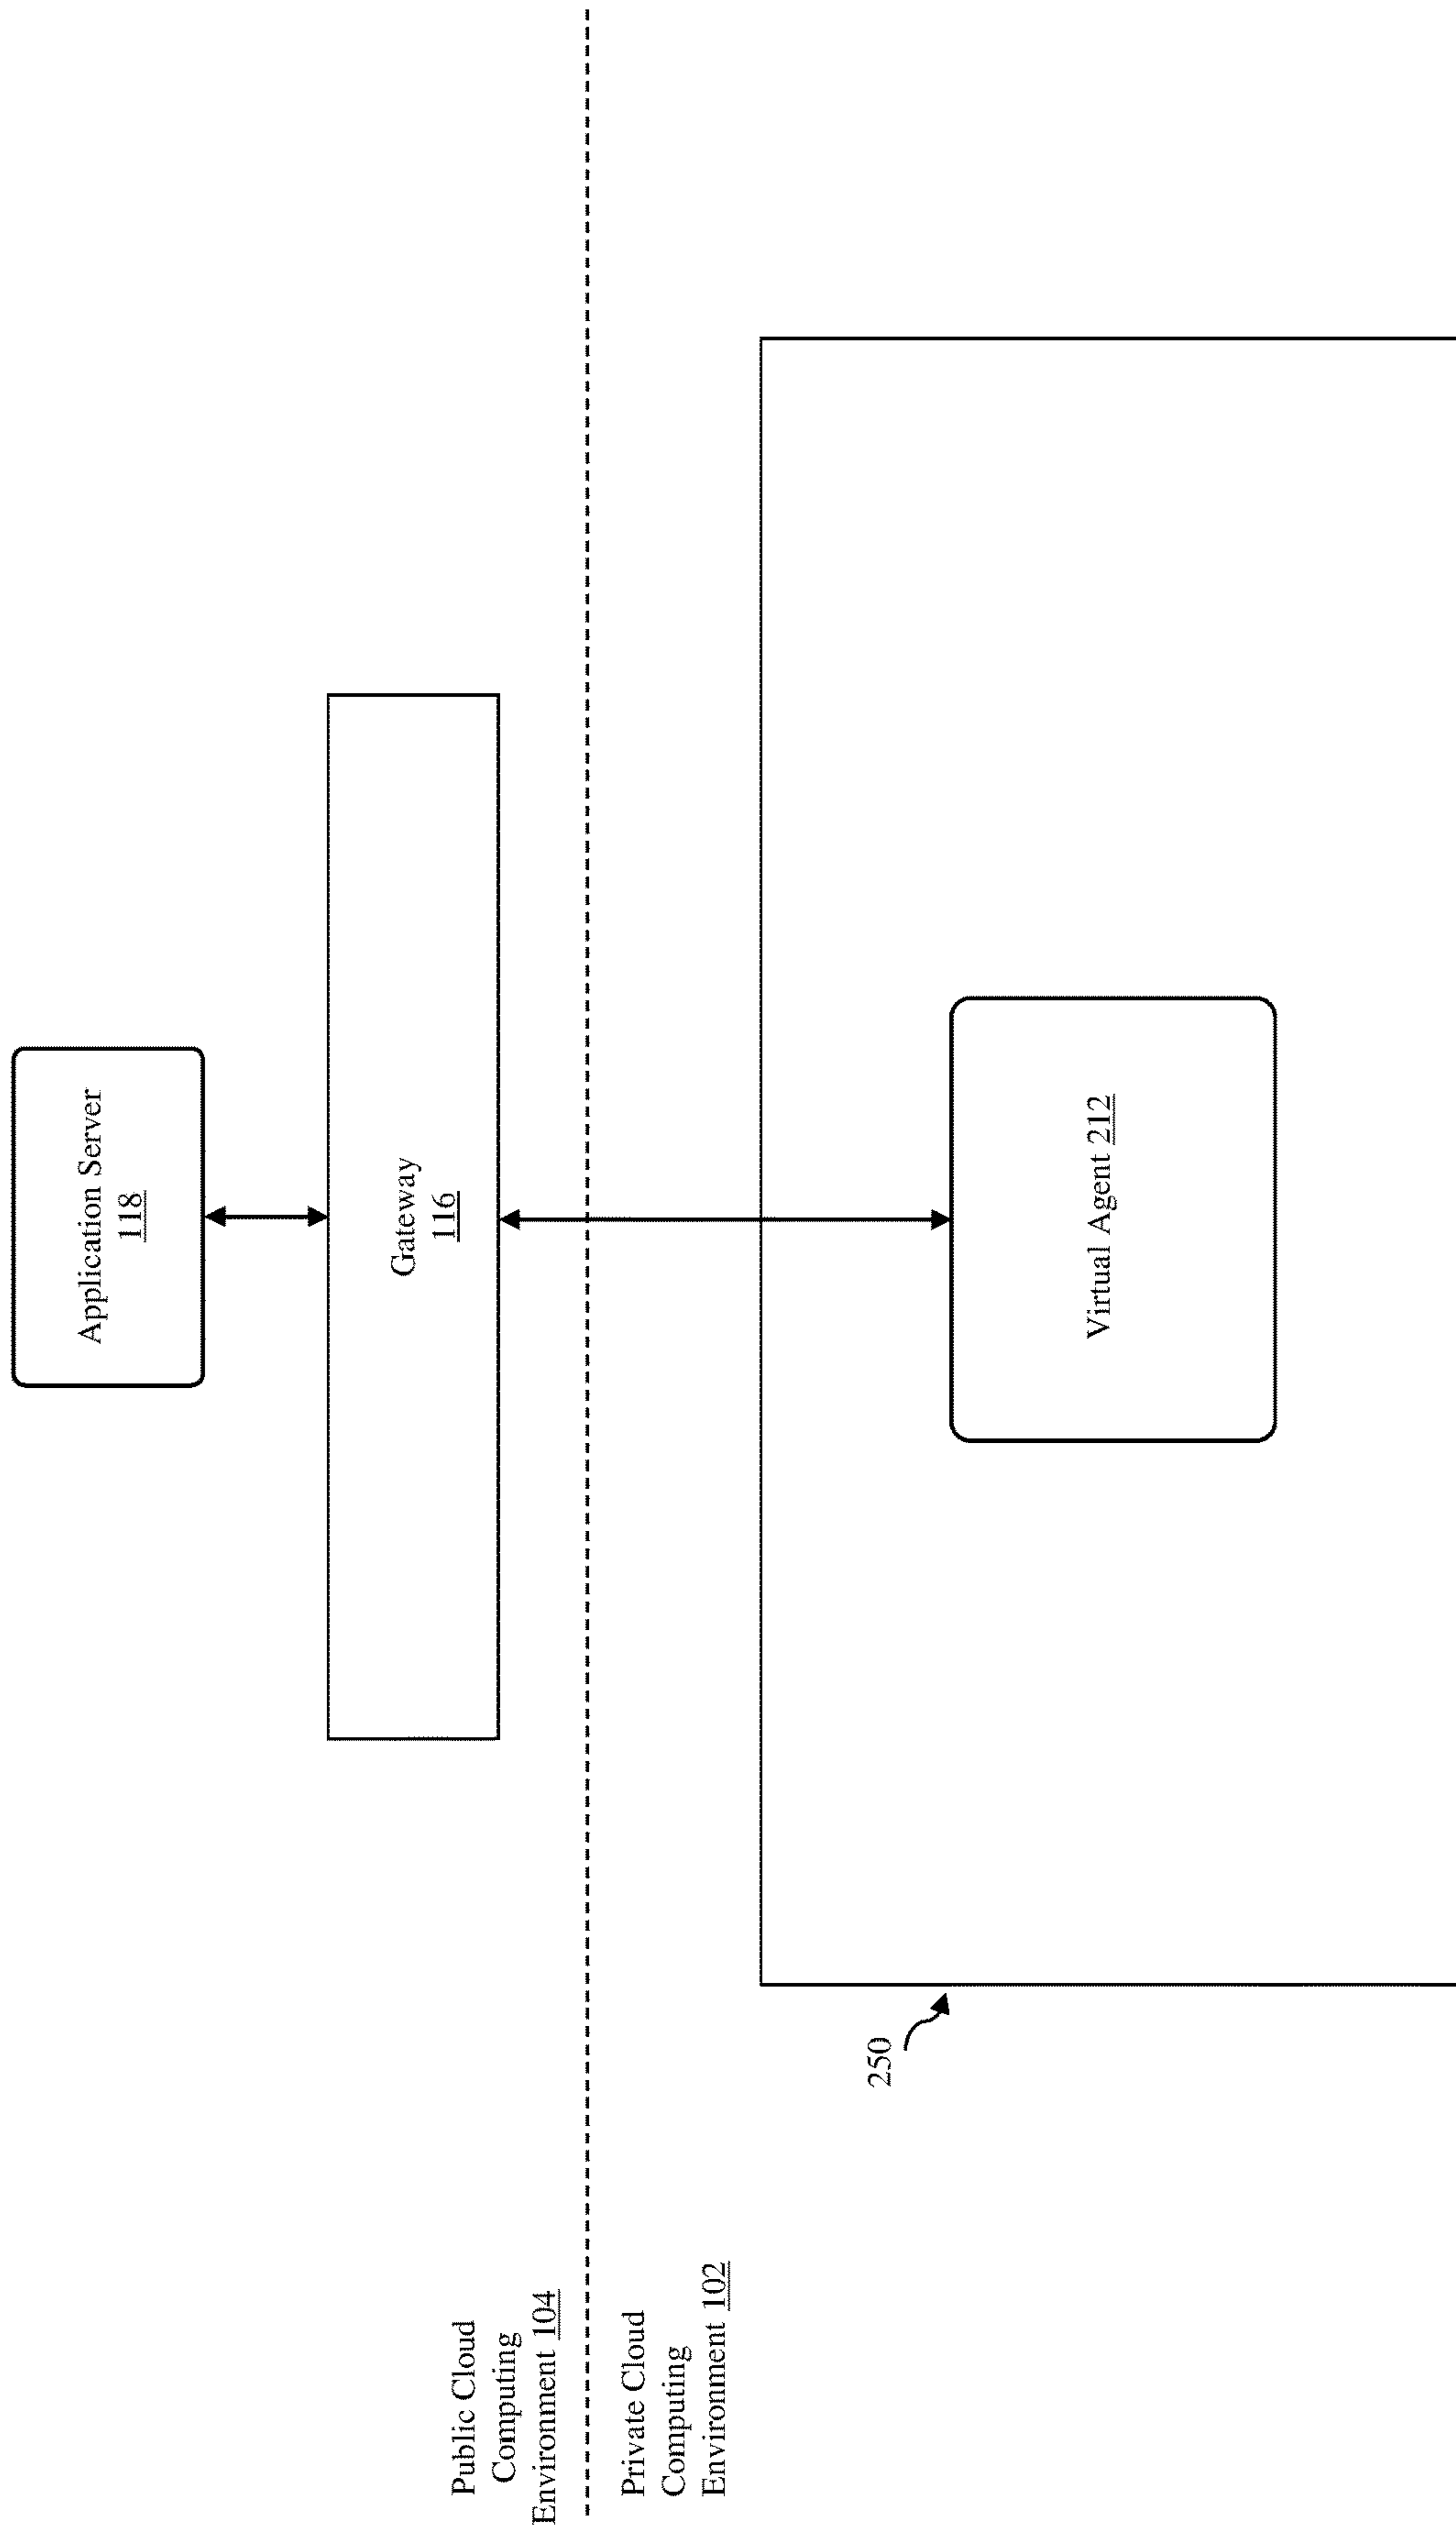 Application Server
118
Gateway
116
Public Cloud
Computing
Environment 104
Private Cloud
Computing
Environment 102
250
Virtual Agent 212